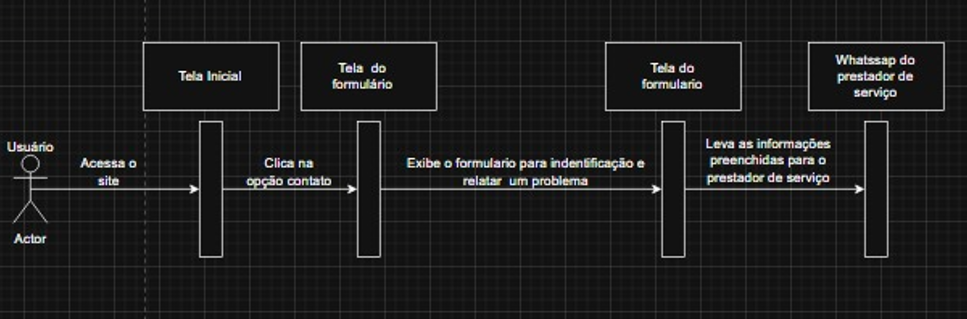 Tela Inicial
Tela do
formulário
Tela do
formulario
Whatssap do
prestador de
serviço
Usuário
Acessa o
site
Clica na
opção contato
Exibe o formulario para indentificação e
relatar um problema
Leva as informações
preenchidas para o
prestador de serviço
Actor